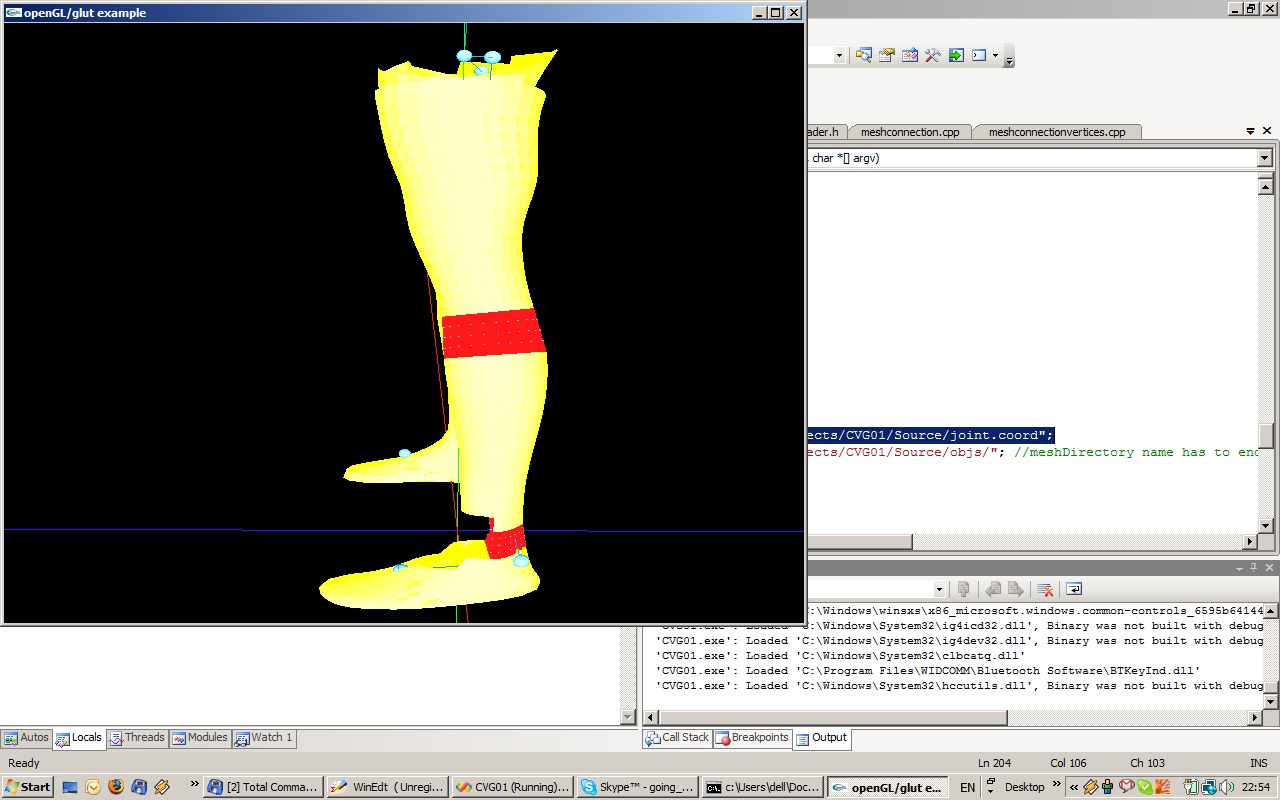 openGL/glut example
ader.h meshconnection.cpp meshconnectionvertices.cpp
char *[] argv)
ects/CVG01/Source/joint.coord";
ects/CVG01/Source/objs/"; //meshDirectory name has to end
C:\Windows\winsxs\x86_microsoft.windows.common-controls_6595b64144
'CVG01.exe': Loaded 'C:\Windows\System32\ig4icd32.dll', Binary was not built with debug
'CVG01.exe': Loaded 'C:\Windows\System32\ig4dev32.dll', Binary was not built with debug
'CVG01.exe': Loaded 'C:\Windows\System32\clbcatq.dll'
'CVG01.exe': Loaded 'C:\Program Files\WIDCOMM\Bluetooth Software\BTKeyInd.dll'
'CVG01.exe': Loaded 'C:\Windows\System32\hccutils.dll', Binary was not built with debug
Autos Locals Threads Modules Watch 1 Call Stack Breakpoints Output
Ready Ln 204 Col 106 Ch 103 INS
Start [2] Total Comma... WinEdt (Unregi... CVG01 (Running)... Skype™ - going_... c:\Users\dell\Doc... openGL/glut e... EN Desktop 22:54